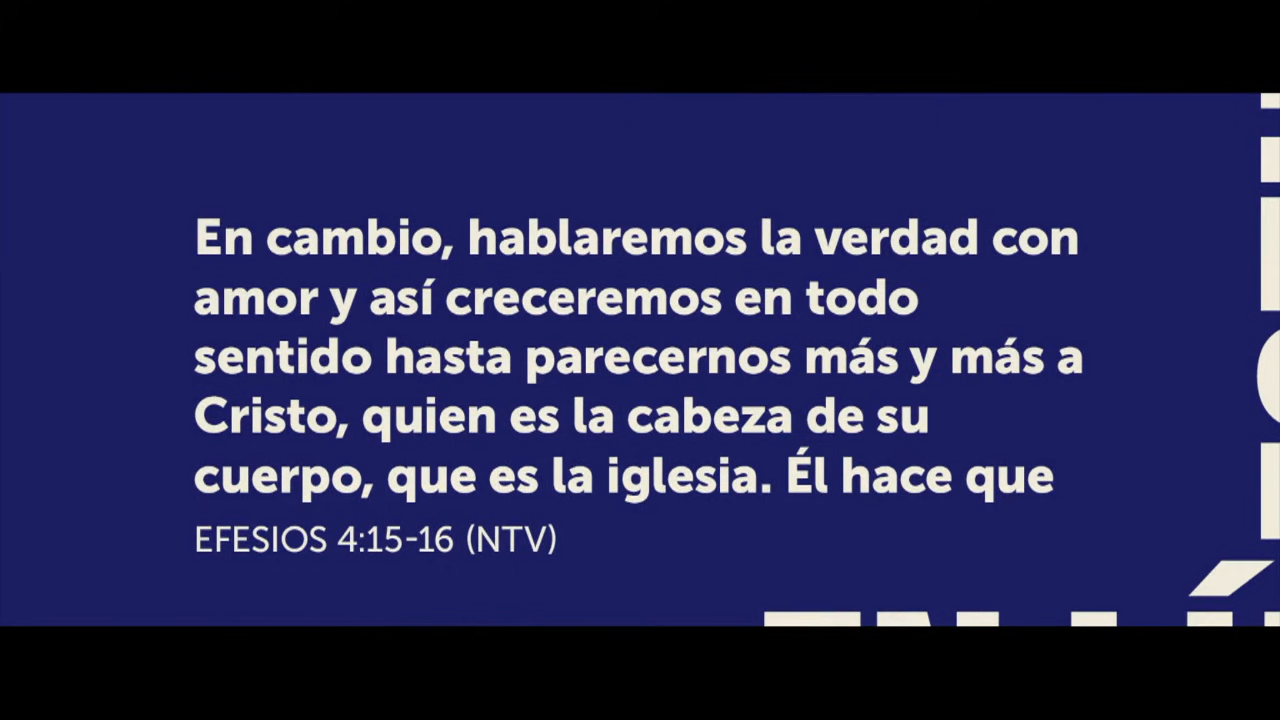 En cambio, hablaremos la verdad con
amor y así creceremos en todo
sentido hasta parecernos más y más a
Cristo, quien es la cabeza de su
cuerpo, que es la iglesia. Él hace que
EFESIOS 4:15-16 (NTV)